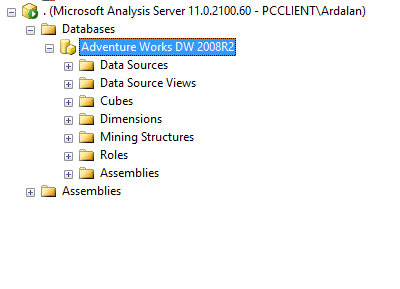 . (Microsoft Analysis Server 11.0.2100.60 - PCCLIENT\Ardalan)
Databases
Adventure Works DW 2008R2
Data Sources
Data Source Views
Cubes
Dimensions
Mining Structures
Roles
Assemblies
Assemblies